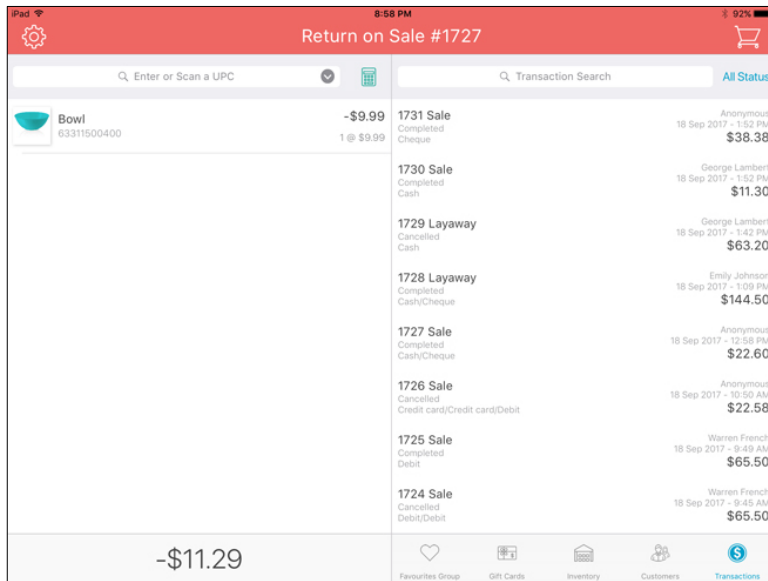 iPad 8:58 PM 92%
Return on Sale #1727
Enter or Scan a UPC
Transaction Search All Status
Bowl -$9.99
63311500400 1 @ $9.99
1731 Sale Anonymous
Completed 18 Sep 2017 - 1:52 PM
Cheque $38.38
1730 Sale George Lambert
Completed 18 Sep 2017 - 1:52 PM
Cash $11.30
1729 Layaway George Lambert
Cancelled 18 Sep 2017 - 1:42 PM
Cash $63.20
1728 Layaway Emily Johnson
Completed 18 Sep 2017 - 1:09 PM
Cash/Cheque $144.50
1727 Sale Anonymous
Completed 18 Sep 2017 - 12:58 PM
Cash/Cheque $22.60
1726 Sale Anonymous
Cancelled 18 Sep 2017 - 10:50 AM
Credit card/Credit card/Debit $22.58
1725 Sale Warren French
Completed 18 Sep 2017 - 9:49 AM
Debit $65.50
1724 Sale Warren French
Cancelled 18 Sep 2017 - 9:45 AM
Debit/Debit $65.50
-$11.29
Favourites Group Gift Cards Inventory Customers Transactions